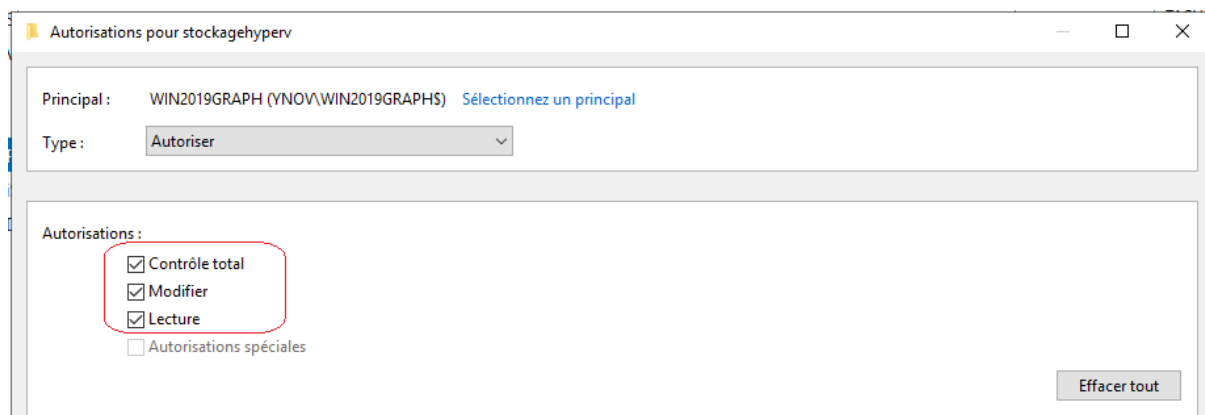 Autorisations pour stockagehyperv
Principal : WIN2019GRAPH (YNOV\WIN2019GRAPH$) Sélectionnez un principal
Type : Autoriser
Autorisations :
Contrôle total
Modifier
Lecture
Autorisations spéciales
Effacer tout